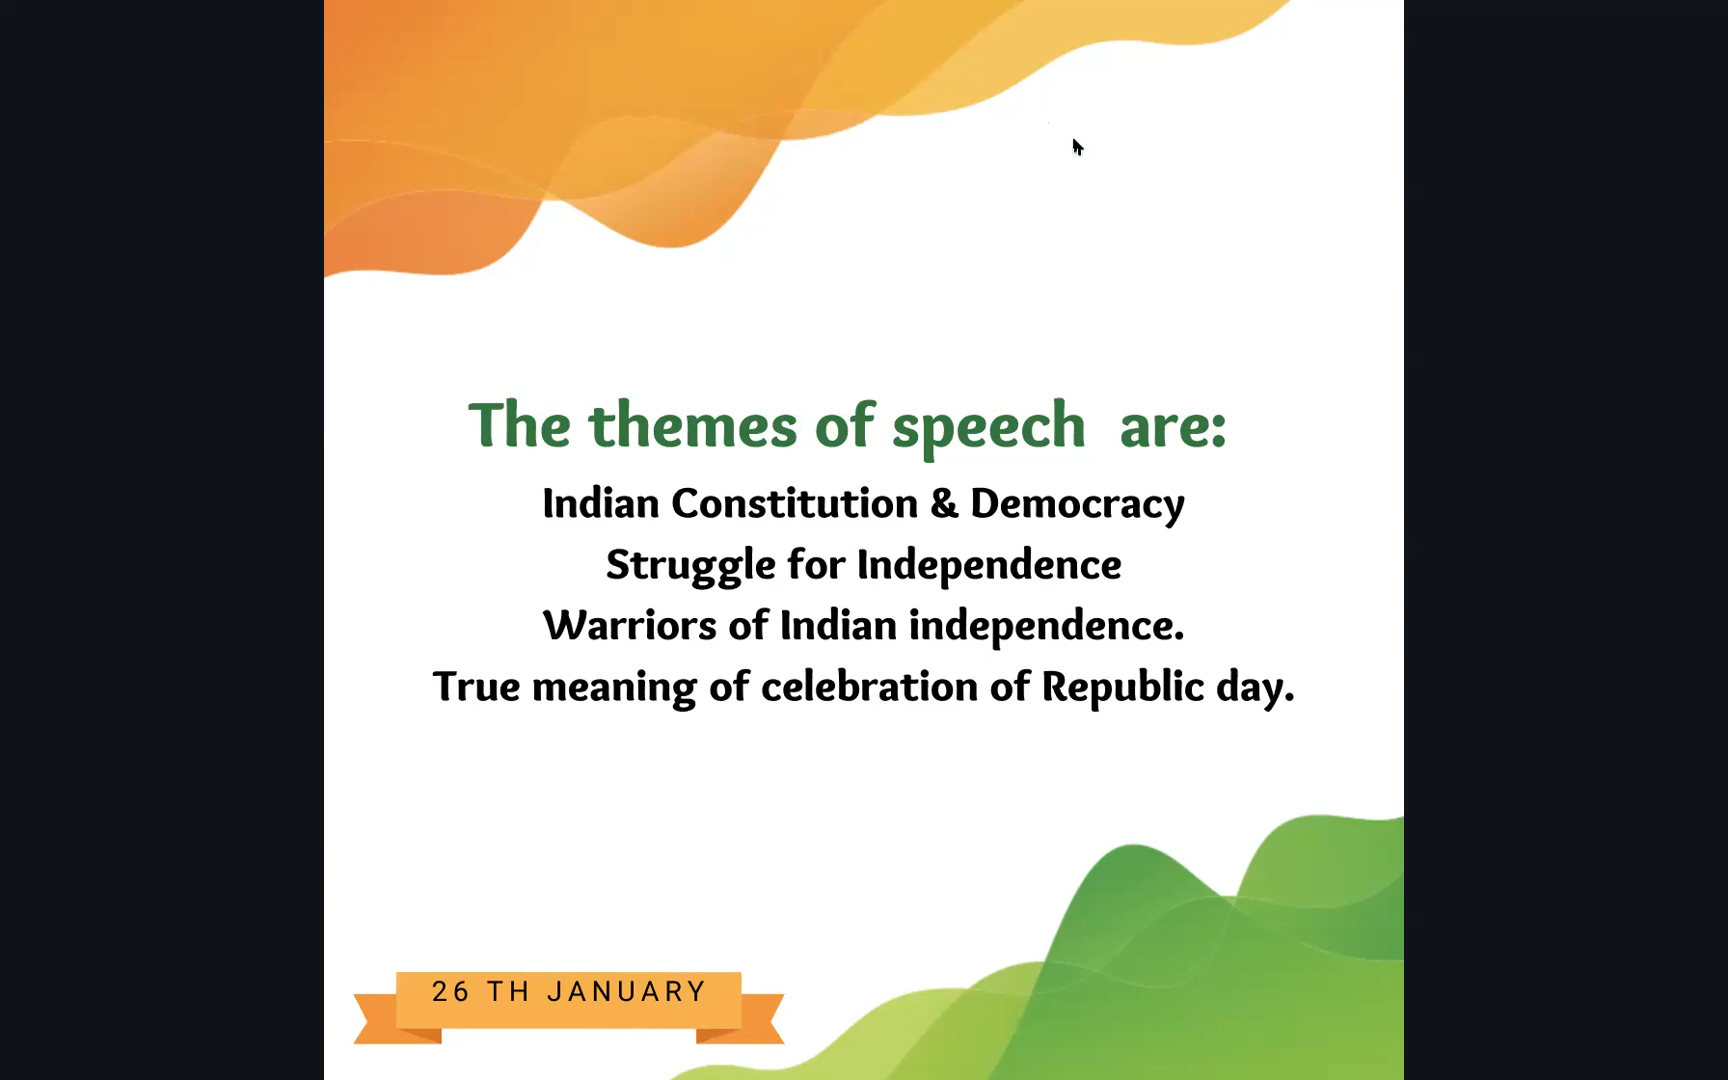 The themes of speech are:
Indian Constitution & Democracy
Struggle for Independence
Warriors of Indian independence.
True meaning of celebration of Republic day.
26 TH JANUARY